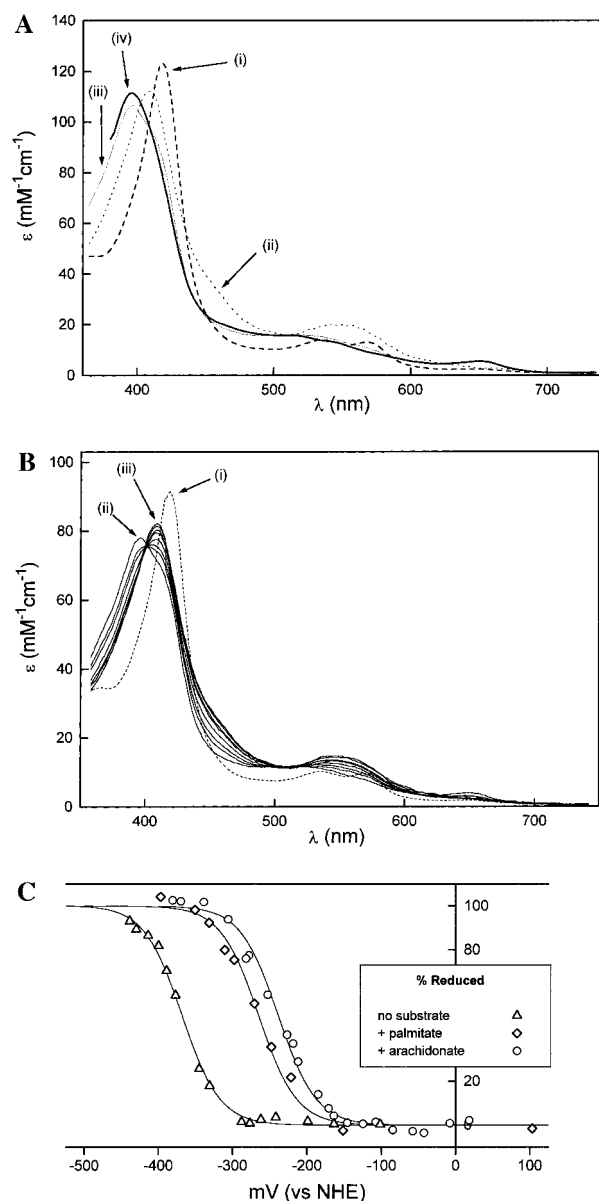 A
(iv)
(i)
(iii)
(ii)
140
120
100
80
60
40
20
0
ε (mM⁻¹cm⁻¹)
400 500 600 700
λ (nm)
B
(iii)
(i)
(ii)
100
80
60
40
20
0
ε (mM⁻¹cm⁻¹)
400 500 600 700
λ (nm)
C
100
80
% Reduced
no substrate △
+ palmitate ◇
+ arachidonate ○
20
-500 -400 -300 -200 -100 0 100
mV (vs NHE)